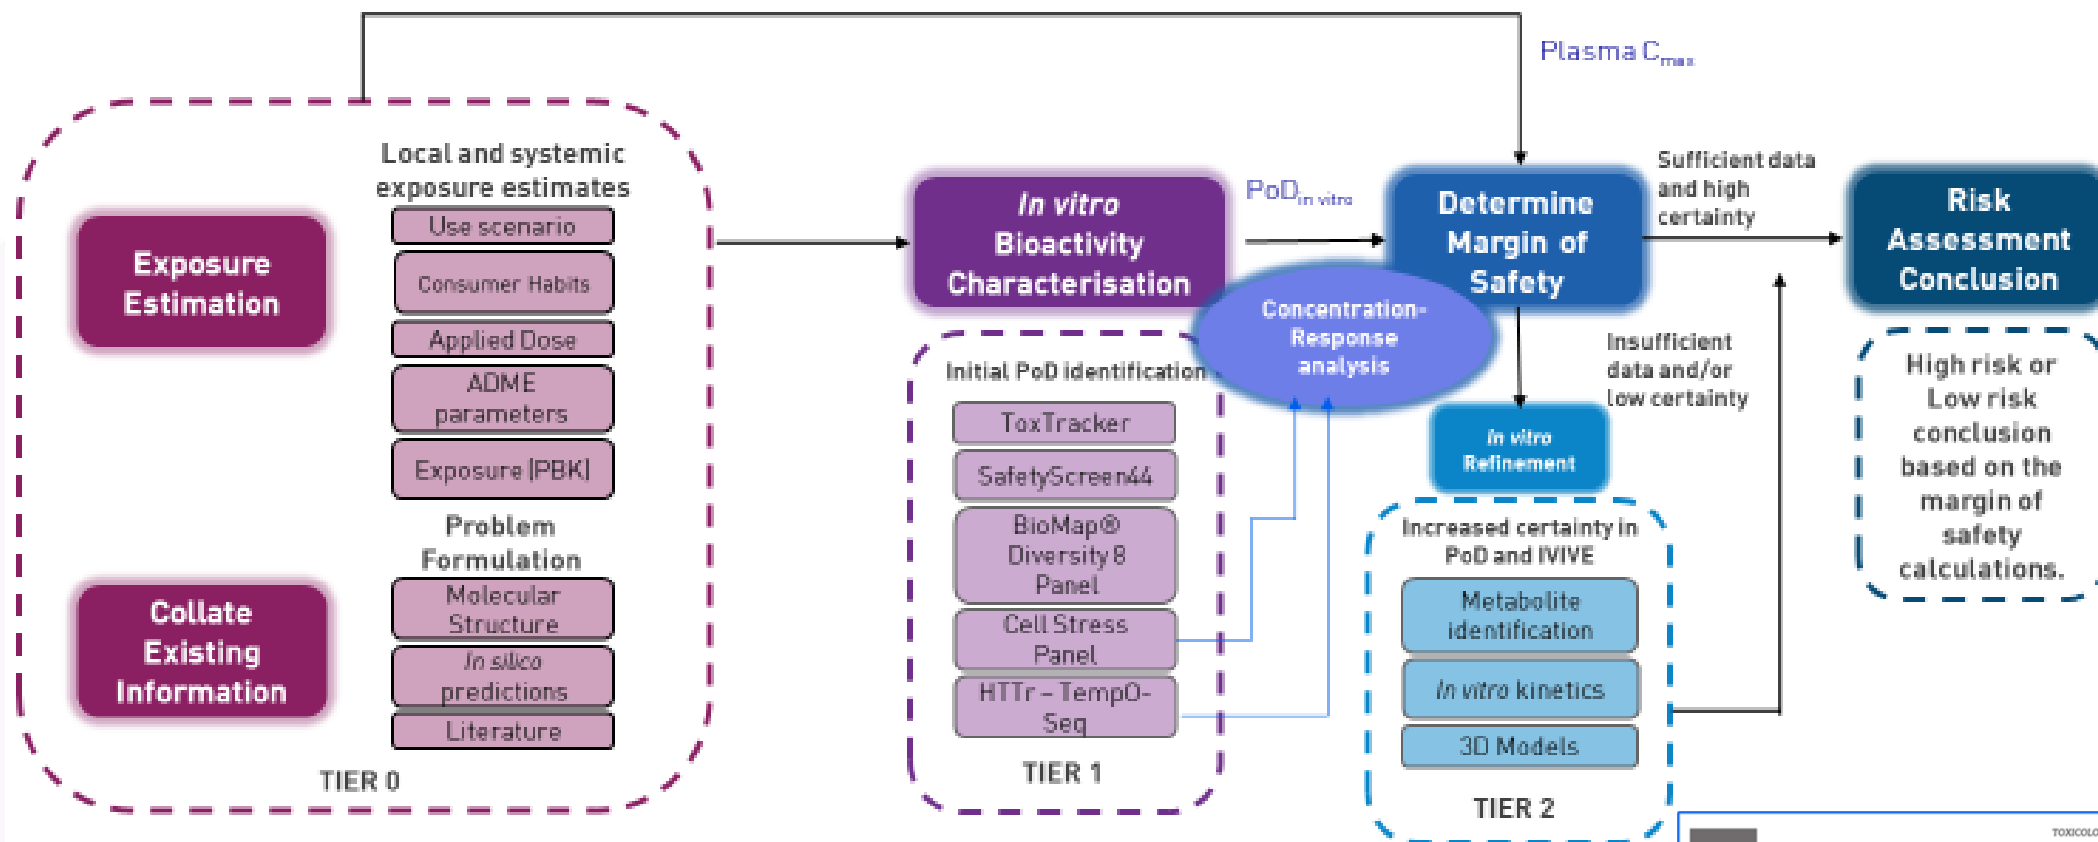 Plasma Cmax
Local and systemic
exposure estimates
Exposure
Estimation
Use scenario
Consumer Habits
Applied Dose
ADME
parameters
Exposure (PBK)
Problem
Formulation
Collate
Existing
Information
Molecular
Structure
In silico
predictions
Literature
TIER 0
In vitro
Bioactivity
Characterisation
Initial PoD identification
ToxTracker
SafetyScreen44
BioMap® 
Diversity 8
Panel
Cell Stress
Panel
HTTr – TempO-
Seq
TIER 1
PoDin vitro
Concentration-
Response
analysis
Determine
Margin of
Safety
Sufficient data
and high
certainty
Insufficient
data and/or
low certainty
In vitro
Refinement
Increased certainty in
PoD and IVIVE
Metabolite
identification
In vitro kinetics
3D Models
TIER 2
Risk
Assessment
Conclusion
High risk or
Low risk
conclusion
based on the
margin of
safety
calculations.
TOXICOLO